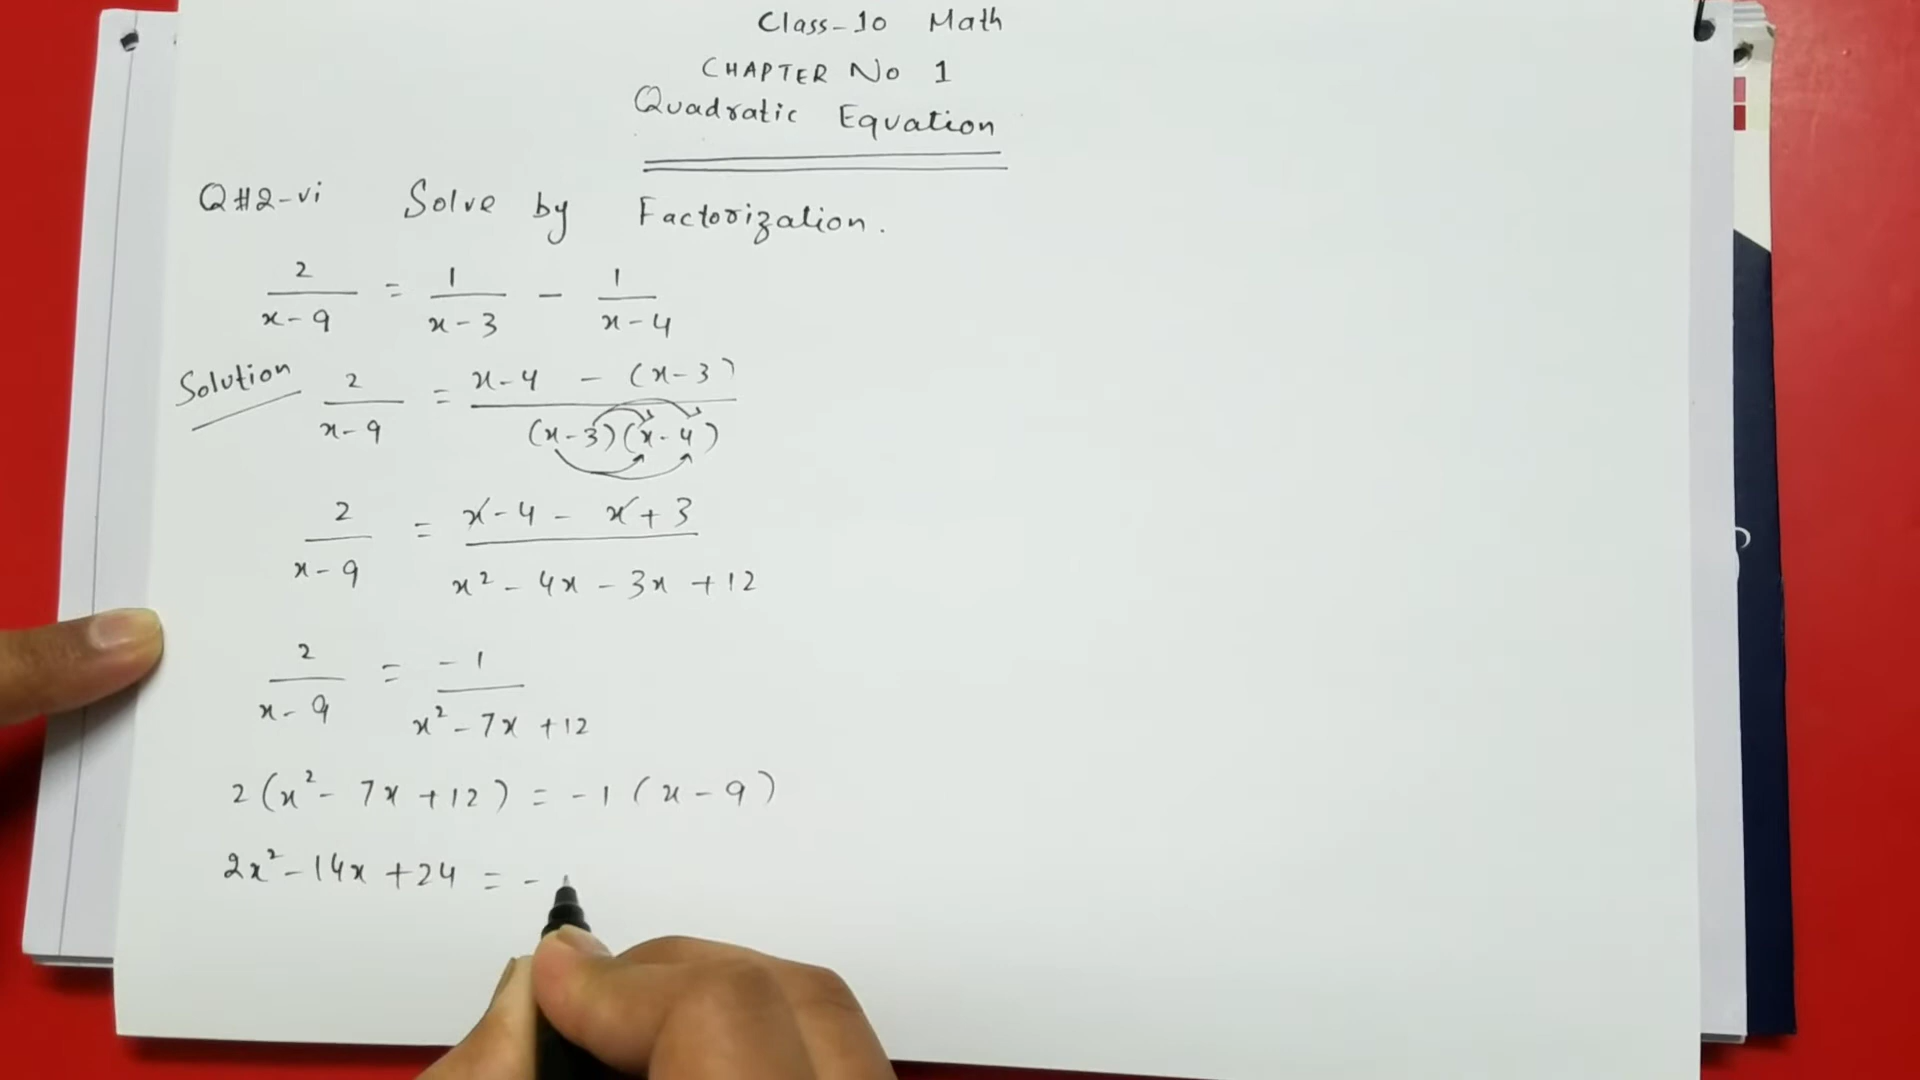 Class-10 Math
CHAPTER No 1
Quadratic Equation
Q#2-vi Solve by Factorization.
2/(x-9) = 1/(x-3) - 1/(x-4)
Solution 2/(x-9) = (x-4 - (x-3))/((x-3)(x-4))
2/(x-9) = (x-4 - x+3)/(x² - 4x - 3x +12)
2/(x-9) = -1/(x² - 7x +12)
2(x² - 7x +12) = -1(x - 9)
2x² - 14x +24 = -